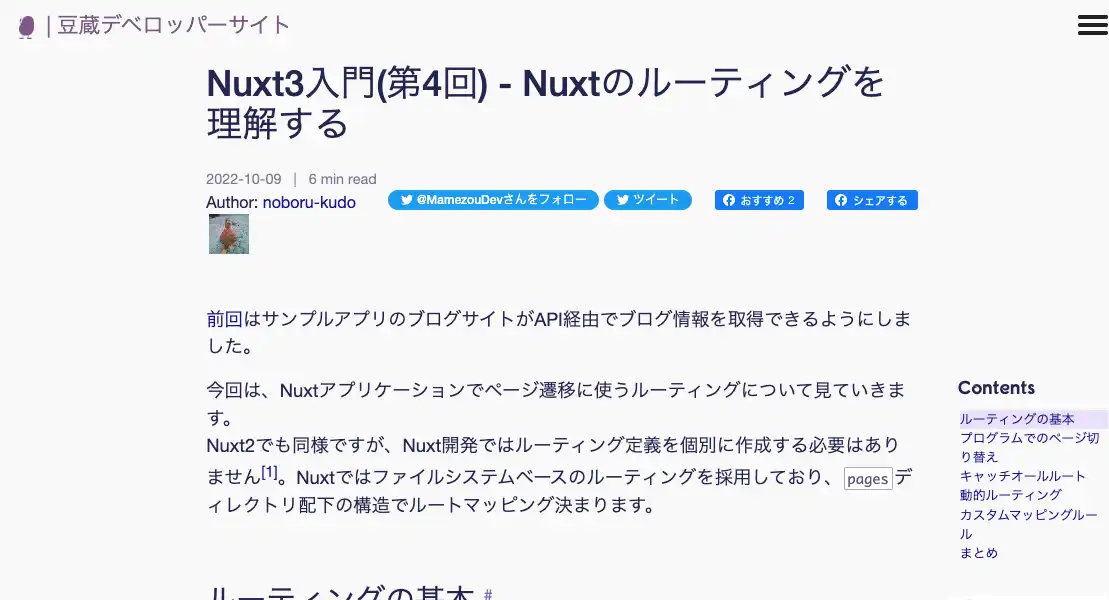 | 豆蔵デベロッパーサイト
Nuxt3入門(第4回) - Nuxtのルーティングを
理解する
2022-10-09 | 6 min read
Author: noboru-kudo
@MamezouDevさんをフォロー
ツイート
おすすめ 2
シェアする
前回はサンプルアプリのブログサイトがAPI経由でブログ情報を取得できるようにしま
した。
今回は、Nuxtアプリケーションでページ遷移に使うルーティングについて見ていきま
す。
Nuxt2でも同様ですが、Nuxt開発ではルーティング定義を個別に作成する必要はあり
ません[1]。Nuxtではファイルシステムベースのルーティングを採用しており、pagesデ
ィレクトリ配下の構造でルートマッピング決まります。
Contents
ルーティングの基本
プログラムでのページ切
り替え
キャッチオールルート
動的ルーティング
カスタムマッピングルー
ル
まとめ
ルーティングの基本 #